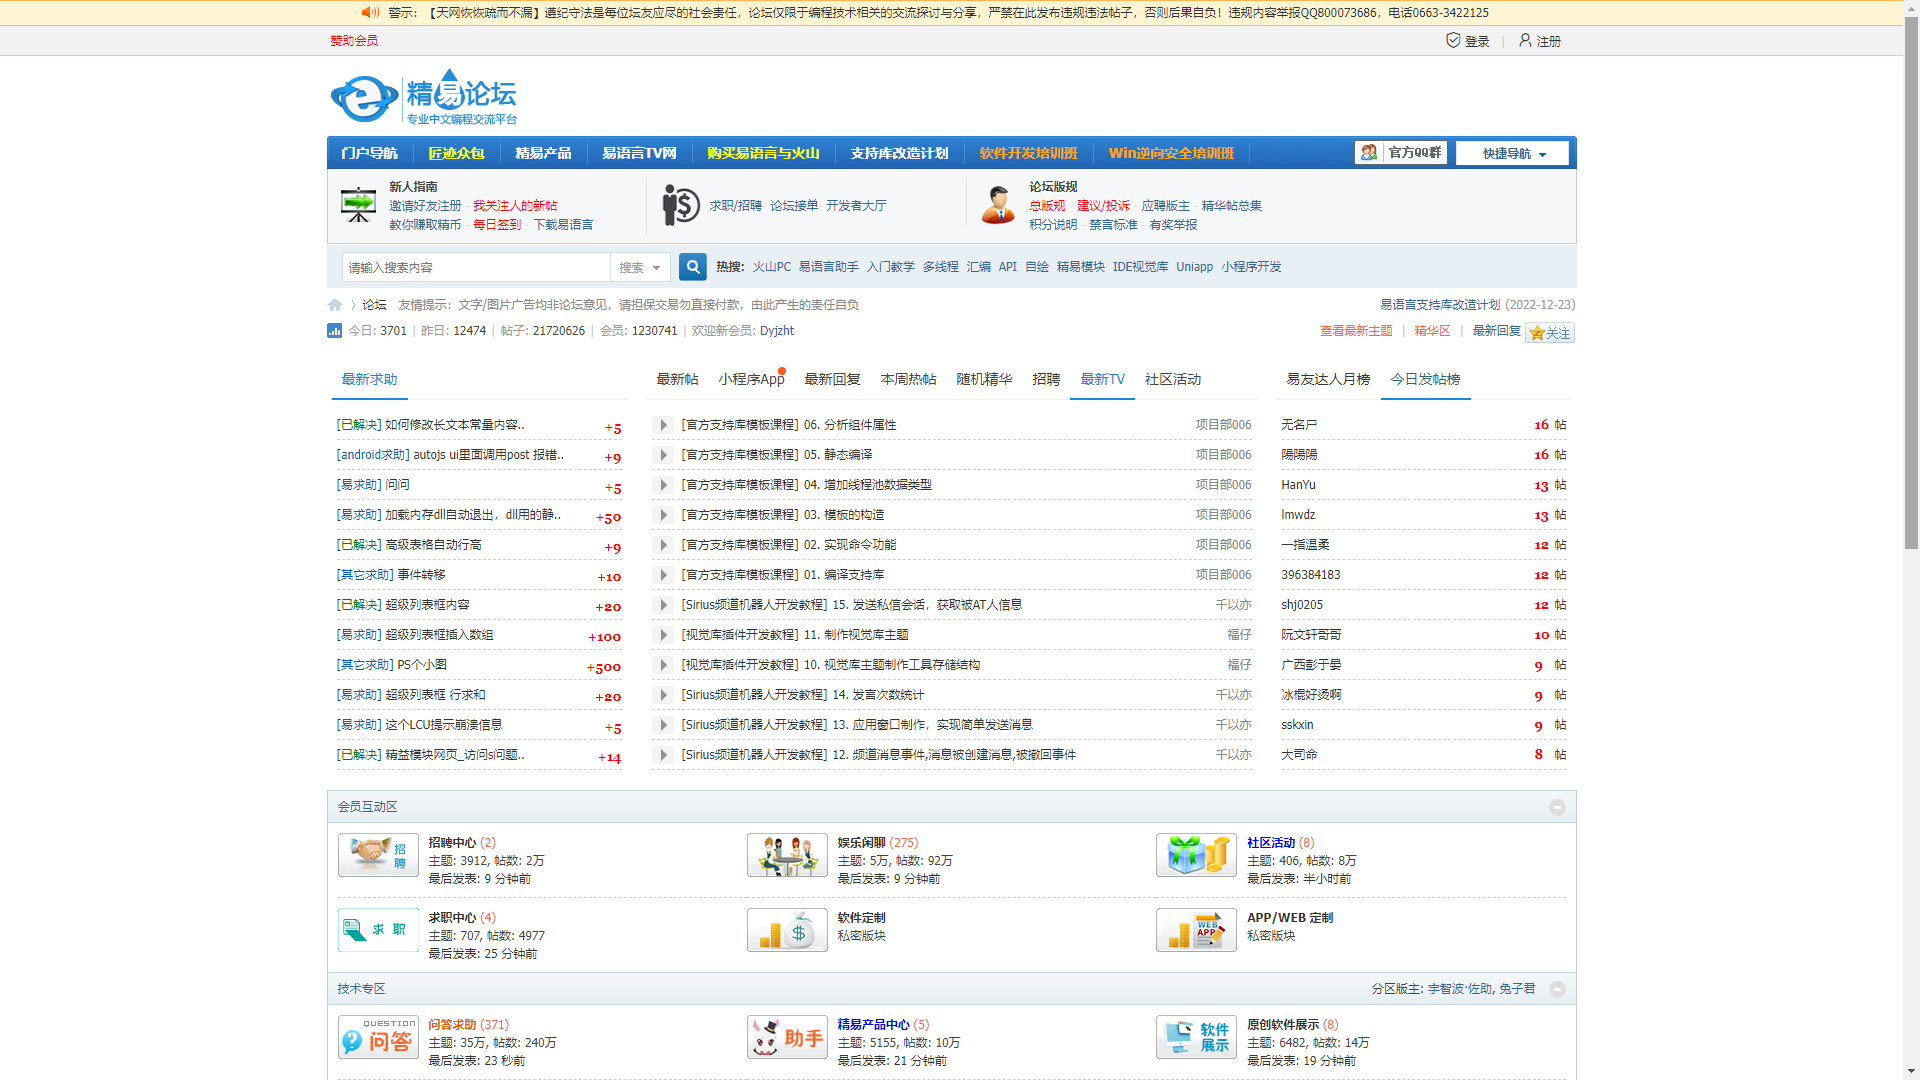 警示：【天网恢恢疏而不漏】遵纪守法是每位坛友应尽的社会责任，论坛仅限于编程技术相关的交流探讨与分享，严禁在此发布违规违法帖子，否则后果自负！违规内容举报QQ800073686，电话0663-3422125
赞助会员
登录 | 注册
精易论坛
专业中文编程交流平台
门户导航 匠迹众包 精易产品 易语言TV网 购买易语言与火山 支持库改造计划 软件开发培训班 Win逆向安全培训班 官方QQ群 快捷导航
新人指南
邀请好友注册 - 我关注人的新帖
教你赚取精币 - 每日签到 - 下载易语言
求职/招聘- 论坛接单- 开发者大厅
论坛版规
总版规 - 建议/投诉 - 应聘版主 - 精华帖总集
积分说明 - 禁言标准 - 有奖举报
请输入搜索内容 搜索 热搜: 火山PC 易语言助手 入门教学 多线程 汇编 API 自绘 精易模块 IDE视觉库 Uniapp 小程序开发
论坛 友情提示：文字/图片广告均非论坛意见，请担保交易勿直接付款，由此产生的责任自负
易语言支持库改造计划 (2022-12-23)
今日: 3701 | 昨日: 12474 | 帖子: 21720626 | 会员: 1230741 | 欢迎新会员: Dyjzht
查看最新主题 | 精华区 | 最新回复 关注
最新求助
[已解决] 如何修改长文本常量内容.. +5
[android求助] autojs ui里面调用post 报错.. +9
[易求助] 问问 +5
[易求助] 加载内存dll自动退出，dll用的静.. +50
[已解决] 高级表格自动行高 +9
[其它求助] 事件转移 +10
[已解决] 超级列表框内容 +20
[易求助] 超级列表框插入数组 +100
[其它求助] PS个小图 +500
[易求助] 超级列表框 行求和 +20
[易求助] 这个LCU提示崩溃信息 +5
[已解决] 精益模块网页_访问s问题.. +14
最新帖 小程序App 最新回复 本周热帖 随机精华 招聘 最新TV 社区活动
[官方支持库模板课程] 06. 分析组件属性 项目部006
[官方支持库模板课程] 05. 静态编译 项目部006
[官方支持库模板课程] 04. 增加线程池数据类型 项目部006
[官方支持库模板课程] 03. 模板的构造 项目部006
[官方支持库模板课程] 02. 实现命令功能 项目部006
[官方支持库模板课程] 01. 编译支持库 项目部006
[Sirius频道机器人开发教程] 15. 发送私信会话，获取被AT人信息 千以亦
[视觉库插件开发教程] 11. 制作视觉库主题 福仔
[视觉库插件开发教程] 10. 视觉库主题制作工具存储结构 福仔
[Sirius频道机器人开发教程] 14. 发言次数统计 千以亦
[Sirius频道机器人开发教程] 13. 应用窗口制作，实现简单发送消息 千以亦
[Sirius频道机器人开发教程] 12. 频道消息事件,消息被创建消息,被撤回事件 千以亦
易友达人月榜 今日发帖榜
无名尸 16 帖
陽陽陽 16 帖
HanYu 13 帖
lmwdz 13 帖
一指温柔 12 帖
396384183 12 帖
shj0205 12 帖
阮文轩哥哥 10 帖
广西彭于晏 9 帖
冰棍好烫啊 9 帖
sskxin 9 帖
大司命 8 帖
会员互动区
招聘
招聘中心 (2)
主题: 3912, 帖数: 2万
最后发表: 9 分钟前
娱乐闲聊 (275)
主题: 5万, 帖数: 92万
最后发表: 9 分钟前
社区活动 (8)
主题: 406, 帖数: 8万
最后发表: 半小时前
求职
求职中心 (4)
主题: 707, 帖数: 4977
最后发表: 25 分钟前
软件定制
私密版块
WEB APP
APP/WEB 定制
私密版块
技术专区
分区版主: 宇智波·佐助, 兔子君
QUESTION
问答
问答求助 (371)
主题: 35万, 帖数: 240万
最后发表: 23 秒前
助手
精易产品中心 (5)
主题: 5155, 帖数: 10万
最后发表: 21 分钟前
软件
展示
原创软件展示 (8)
主题: 6482, 帖数: 14万
最后发表: 19 分钟前